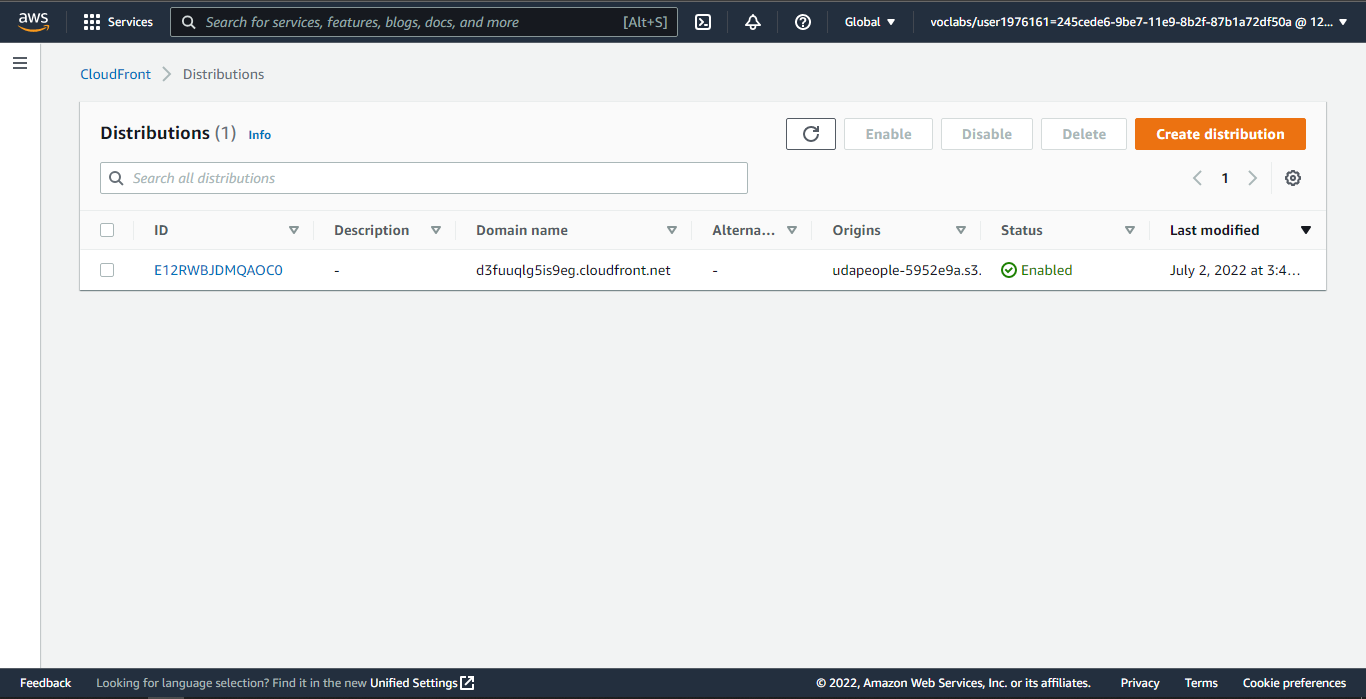 aws Services Search for services, features, blogs, docs, and more [Alt+S] Global voclabs/user1976161=245cede6-9be7-11e9-8b2f-87b1a72df50a @ 12...
CloudFront Distributions
Distributions (1) Info Enable Disable Delete Create distribution
Search all distributions 1
ID Description Domain name Alterna... Origins Status Last modified
E12RWBJDMQAOC0 - d3fuuqlg5is9eg.cloudfront.net - udapeople-5952e9a.s3. Enabled July 2, 2022 at 3:4...
Feedback Looking for language selection? Find it in the new Unified Settings © 2022, Amazon Web Services, Inc. or its affiliates. Privacy Terms Cookie preferences